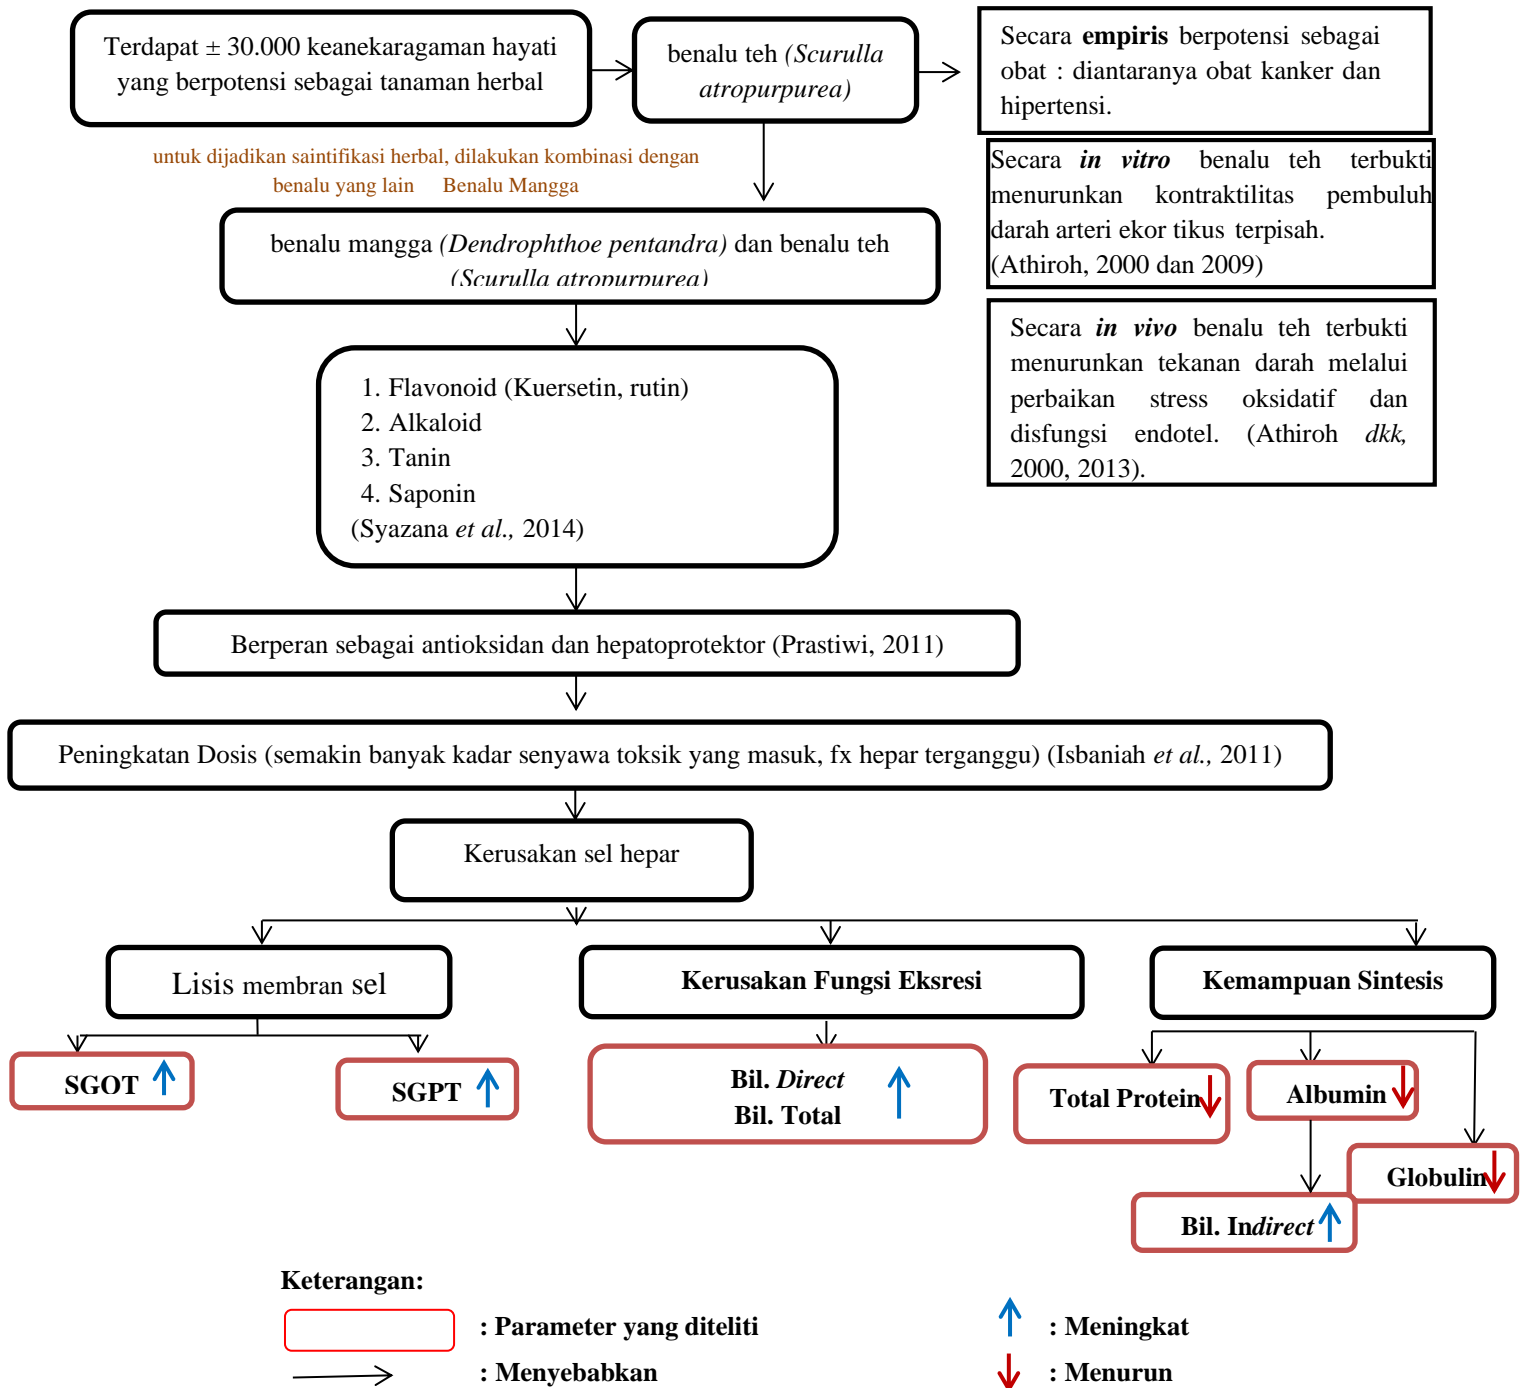 Terdapat ± 30.000 keanekaragaman hayati
yang berpotensi sebagai tanaman herbal
benalu teh (Scurulla
atropurpurea)
Secara empiris berpotensi sebagai
obat : diantaranya obat kanker dan
hipertensi.
untuk dijadikan saintifikasi herbal, dilakukan kombinasi dengan
benalu yang lain Benalu Mangga
Secara in vitro benalu teh terbukti
menurunkan kontraktilitas pembuluh
darah arteri ekor tikus terpisah.
(Athiroh, 2000 dan 2009)
benalu mangga (Dendrophthoe pentandra) dan benalu teh
(Scurulla atropurpurea)
Secara in vivo benalu teh terbukti
menurunkan tekanan darah melalui
perbaikan stress oksidatif dan
disfungsi endotel. (Athiroh dkk,
2000, 2013).
1. Flavonoid (Kuersetin, rutin)
2. Alkaloid
3. Tanin
4. Saponin
(Syazana et al., 2014)
Berperan sebagai antioksidan dan hepatoprotektor (Prastiwi, 2011)
Peningkatan Dosis (semakin banyak kadar senyawa toksik yang masuk, fx hepar terganggu) (Isbaniah et al., 2011)
Kerusakan sel hepar
Lisis membran sel
Kerusakan Fungsi Eksresi
Kemampuan Sintesis
SGOT
SGPT
Bil. Direct
Bil. Total
Total Protein
Albumin
Globulin
Bil. Indirect
Keterangan:
: Parameter yang diteliti
: Meningkat
: Menyebabkan
: Menurun